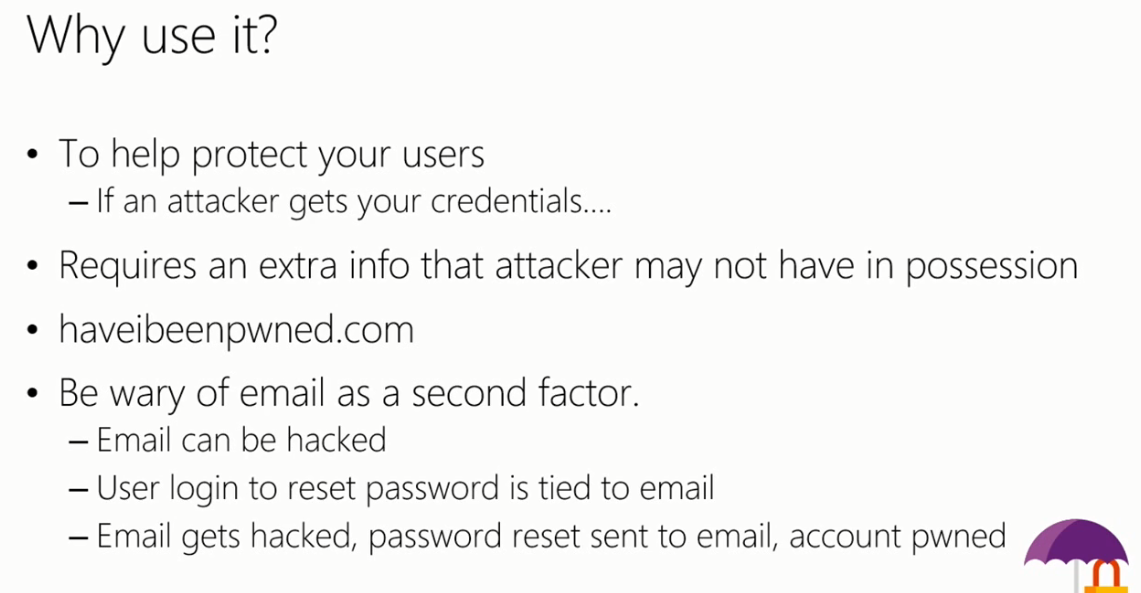 Why use it?
• To help protect your users
– If an attacker gets your credentials....
• Requires an extra info that attacker may not have in possession
• haveibeenpwned.com
• Be wary of email as a second factor.
– Email can be hacked
– User login to reset password is tied to email
– Email gets hacked, password reset sent to email, account pwned